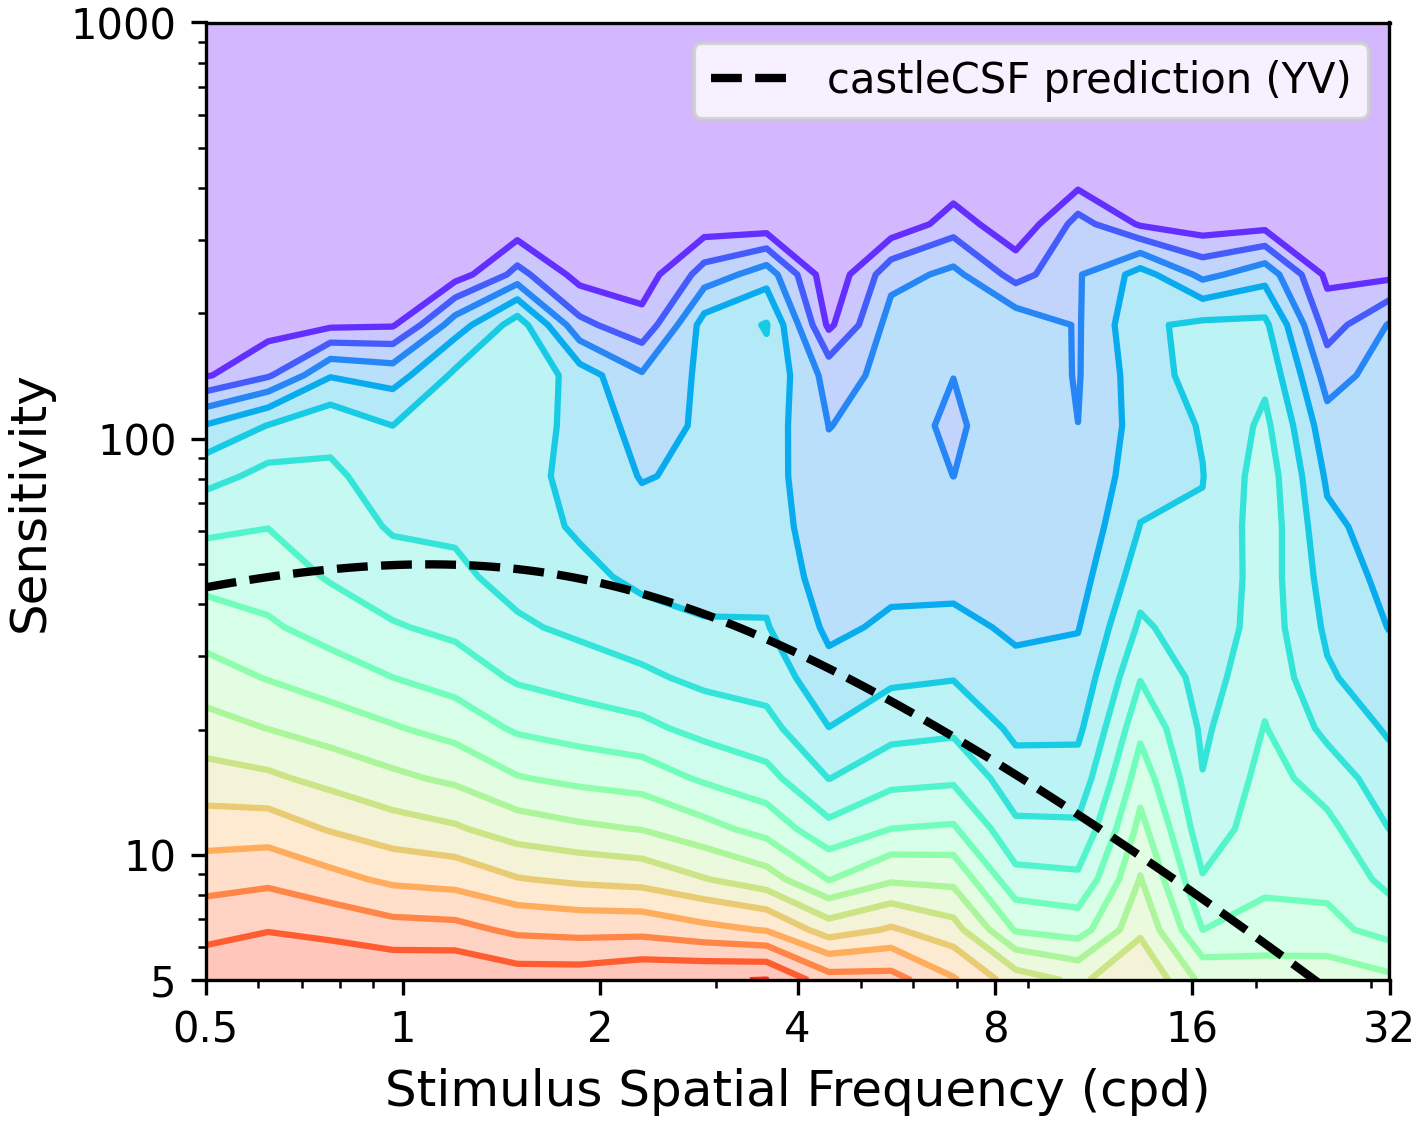 1000
castleCSF prediction (YV)
Sensitivity
100
10
5
0.5 1 2 4 8 16 32
Stimulus Spatial Frequency (cpd)